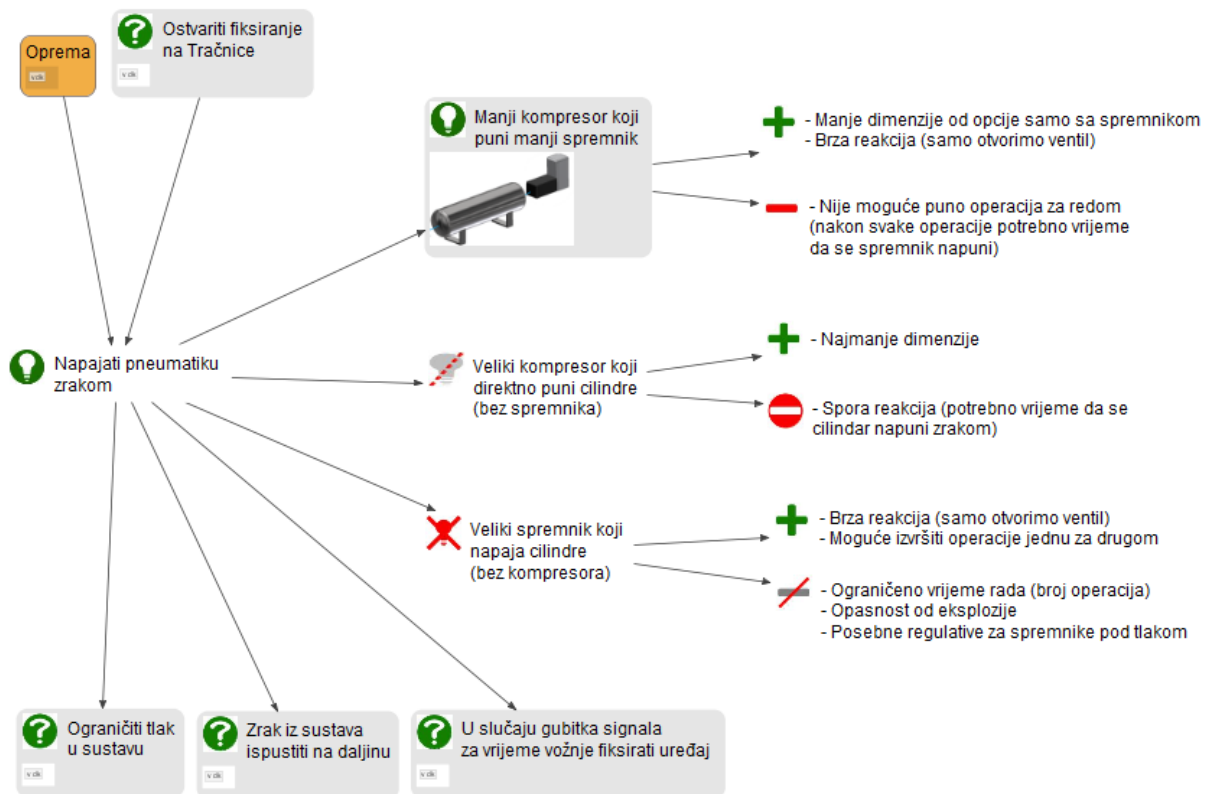 Oprema
v dk
Ostvariti fiksiranje
na Tračnice
v dk
Manji kompresor koji
puni manji spremnik
- Manje dimenzije od opcije samo sa spremnikom
- Brza reakcija (samo otvorimo ventil)
- Nije moguće puno operacija za redom
(nakon svake operacije potrebno vrijeme
da se spremnik napuni)
Napajati pneumatiku
zrakom
Veliki kompresor koji
direktno puni cilindre
(bez spremnika)
- Najmanje dimenzije
- Spora reakcija (potrebno vrijeme da se
cilindar napuni zrakom)
Veliki spremnik koji
napaja cilindre
(bez kompresora)
- Brza reakcija (samo otvorimo ventil)
- Moguće izvršiti operacije jednu za drugom
- Ograničeno vrijeme rada (broj operacija)
- Opasnost od eksplozije
- Posebne regulative za spremnike pod tlakom
Ograničiti tlak
u sustavu
v dk
Zrak iz sustava
ispustiti na daljinu
v dk
U slučaju gubitka signala
za vrijeme vožnje fiksirati uređaj
v dk